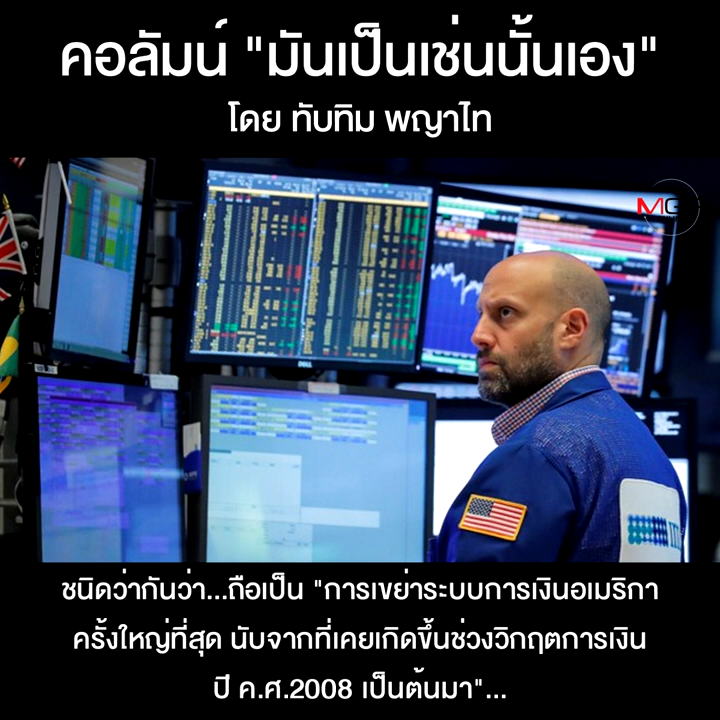 คอลัมน์ "มันเป็นเช่นนั้นเอง"
โดย ทับทิม พญาไท
MG
DELL
ชนิดว่ากันว่า...ถือเป็น "การเขย่าระบบการเงินอเมริกา
ครั้งใหญ่ที่สุด นับจากที่เคยเกิดขึ้นช่วงวิกฤตการเงิน
ปี ค.ศ.2008 เป็นต้นมา"...